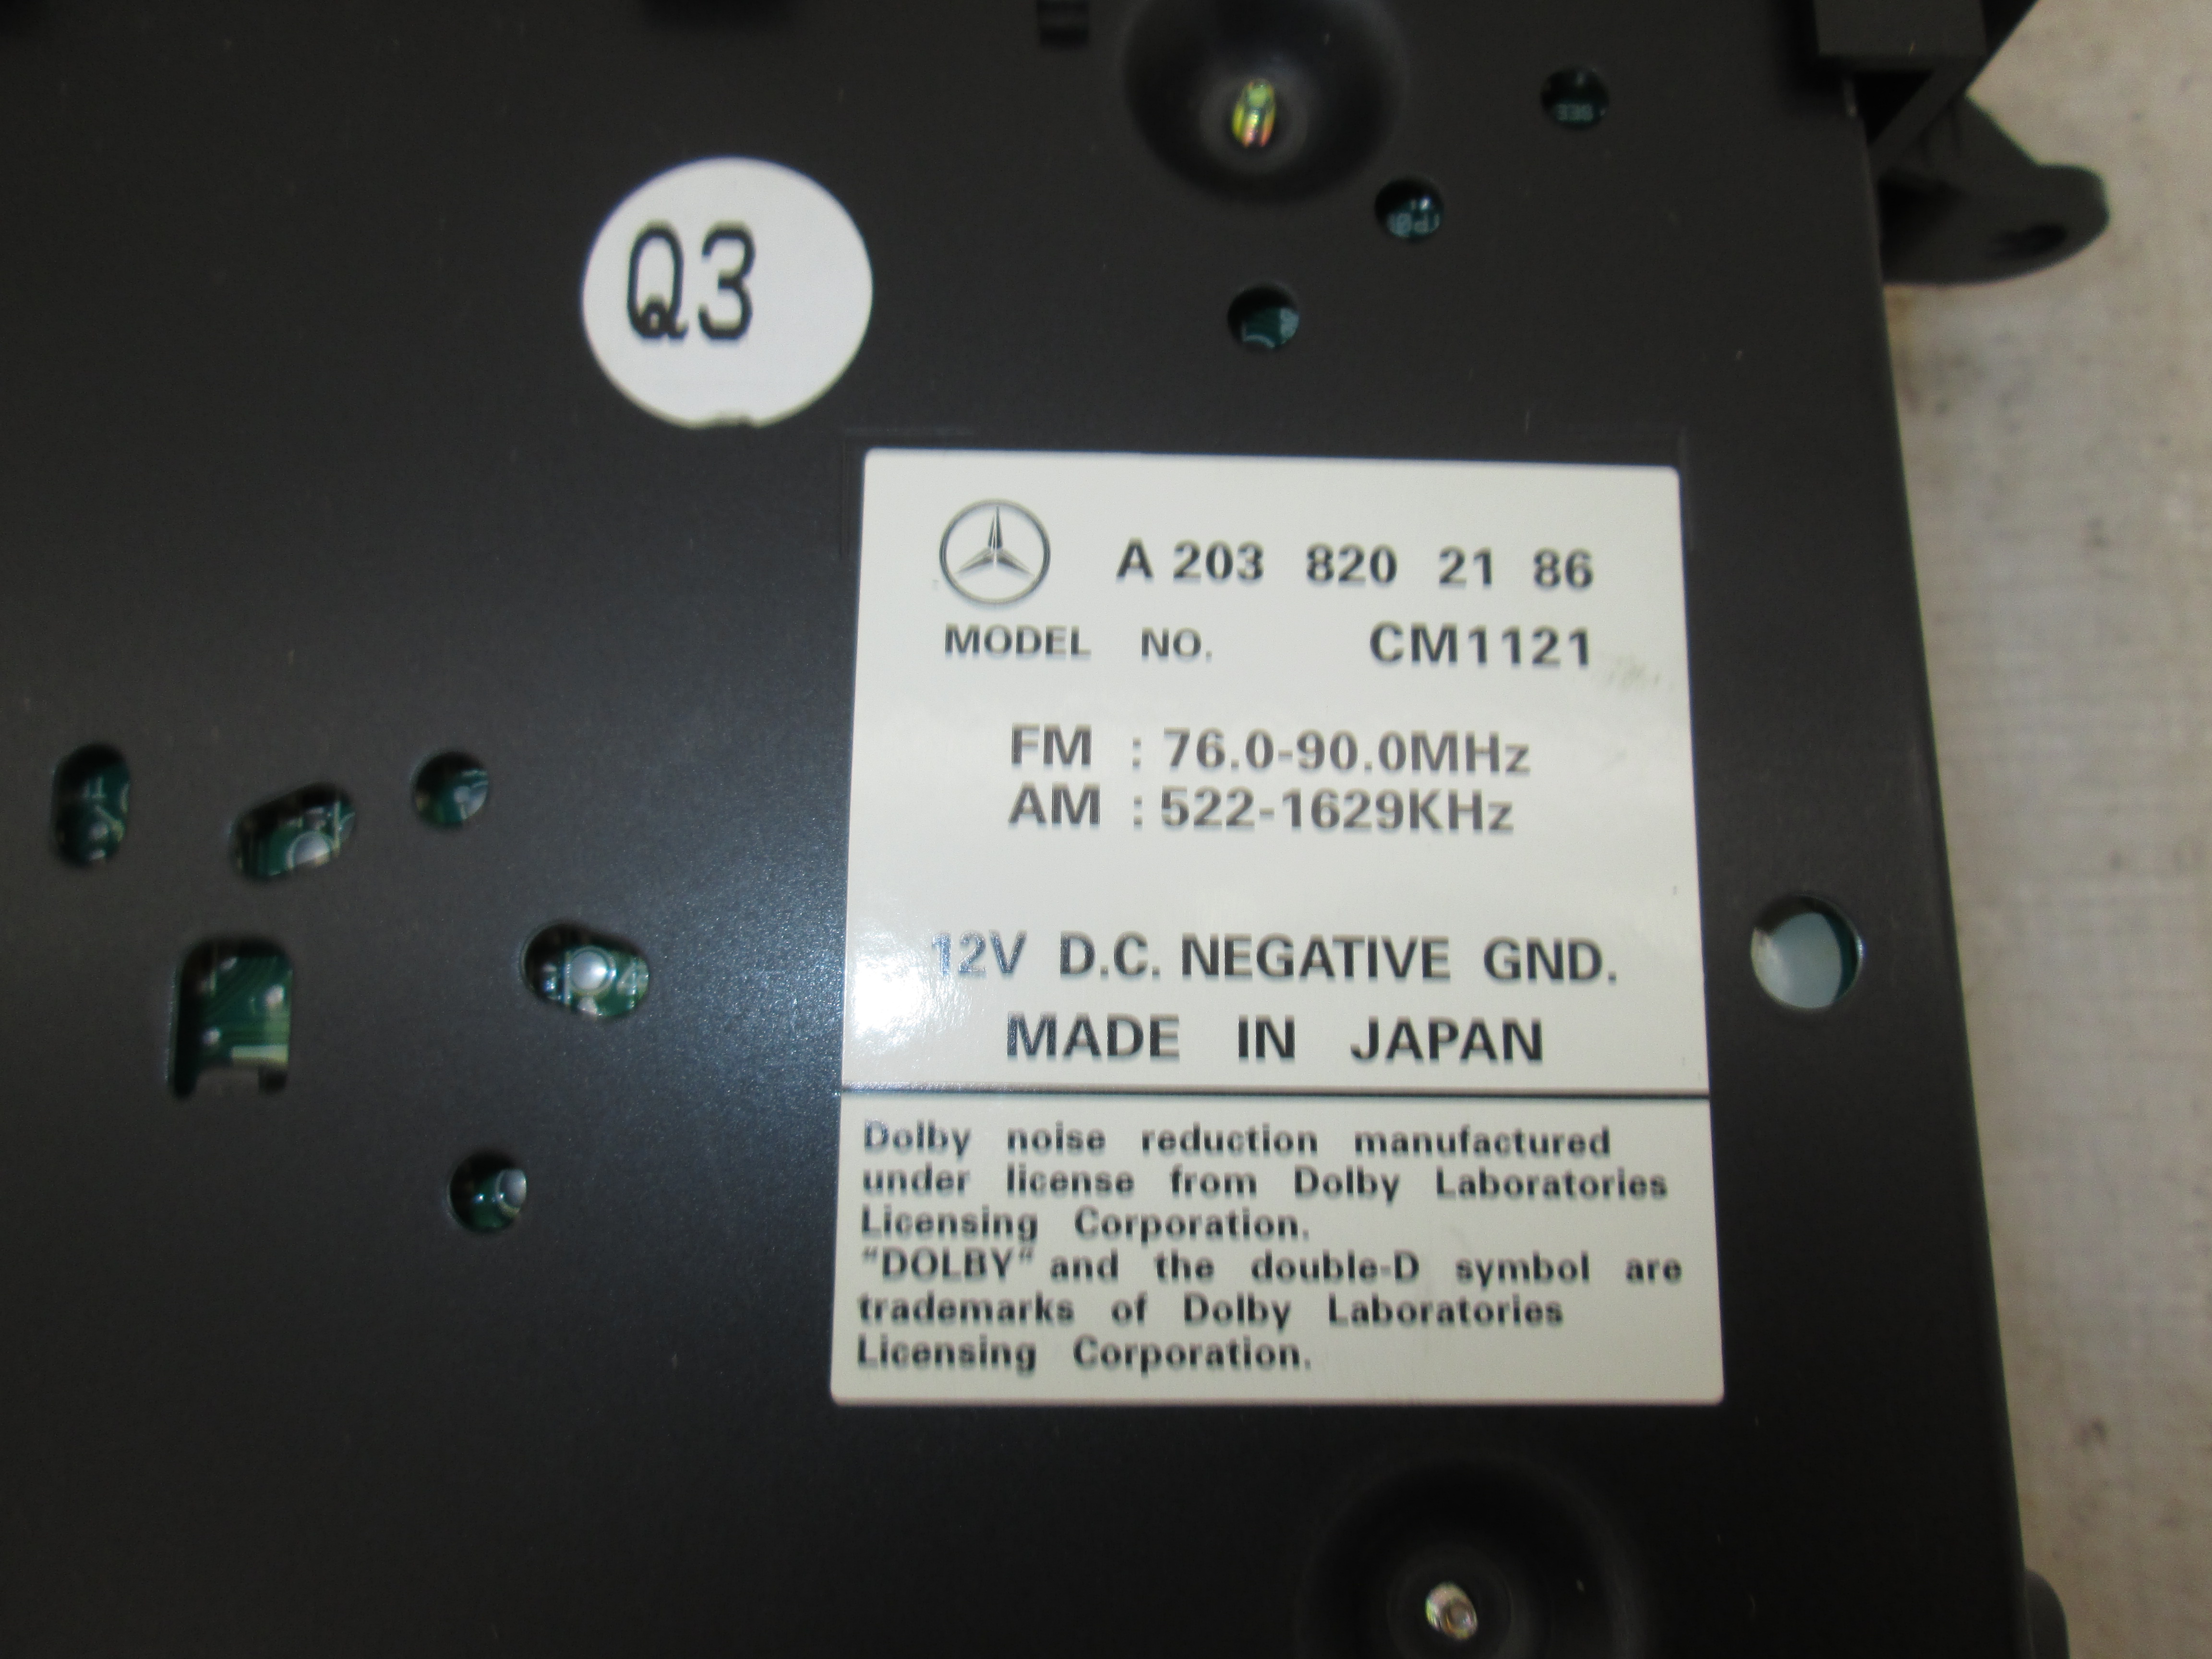 Q3
A 203 820 21 86
MODEL NO. CM1121
FM : 76.0-90.0MHz
AM : 522-1629KHz
12V D.C. NEGATIVE GND.
MADE IN JAPAN
Dolby noise reduction manufactured
under license from Dolby Laboratories
Licensing Corporation.
"DOLBY" and the double-D symbol are
trademarks of Dolby Laboratories
Licensing Corporation.